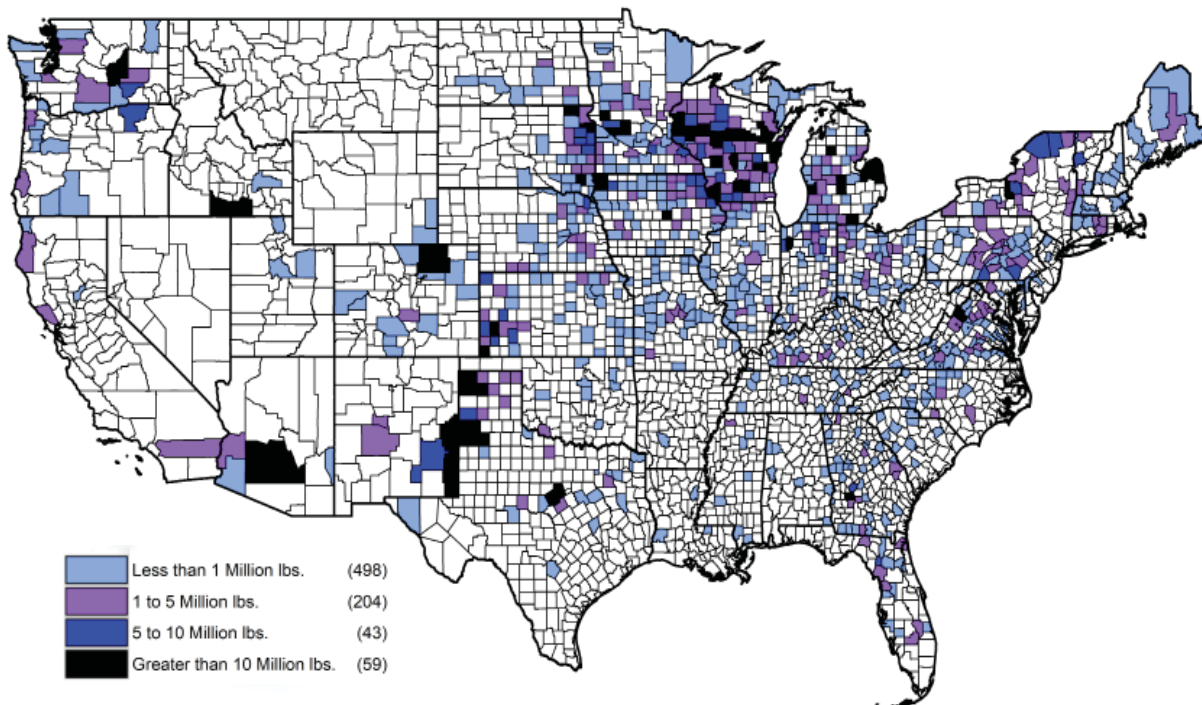 Less than 1 Million lbs. (498)
1 to 5 Million lbs. (204)
5 to 10 Million lbs. (43)
Greater than 10 Million lbs. (59)